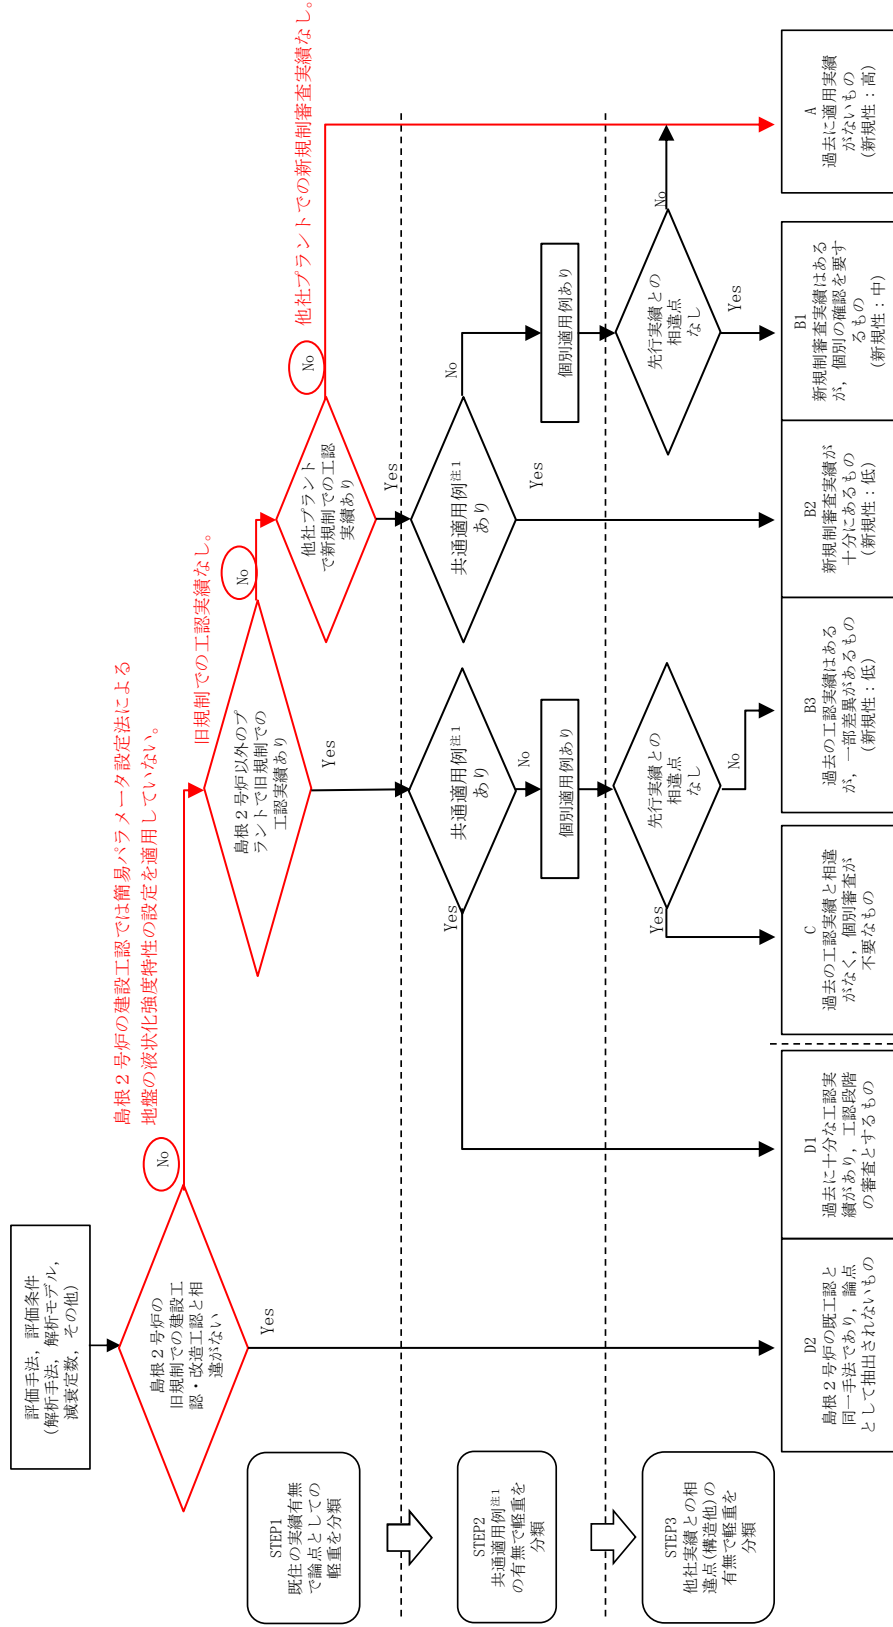 評価手法，評価条件
(解析手法，解析モデル，
減衰定数，その他)
島根２号炉の
旧規制での建設工
認・改造工認と相
違がない
No
Yes
島根２号炉の建設工認では簡易パラメータ設定法による
地盤の液状化強度特性の設定を適用していない。
島根２号炉以外のプ
ラントで旧規制での
工認実績あり
No
Yes
旧規制での工認実績なし。
他社プラント
で新規制での工認
実績あり
No
Yes
他社プラントでの新規制審査実績なし。
STEP1
既往の実績有無
で論点としての
軽重を分類
STEP2
共通適用例注1
の有無で軽重を
分類
STEP3
他社実績との相
違点(構造他)の
有無で軽重を
分類
共通適用例注1
あり
Yes
No
個別適用例あり
先行実績との
相違点
なし
Yes
No
共通適用例注1
あり
Yes
No
個別適用例あり
先行実績との
相違点
なし
No
Yes
D2
島根２号炉の既工認と
同一手法であり，論点
として抽出されないもの
D1
過去に十分な工認実
績があり，工認段階
の審査とするもの
C
過去の工認実績と相違
がなく，個別審査が
不要なもの
B3
過去の工認実績はある
が，一部差異があるもの
(新規性：低)
B2
新規制審査実績が
十分にあるもの
(新規性：低)
B1
新規制審査実績はある
が，個別の確認を要す
るもの
(新規性：中)
A
過去に適用実績
がないもの
(新規性：高)